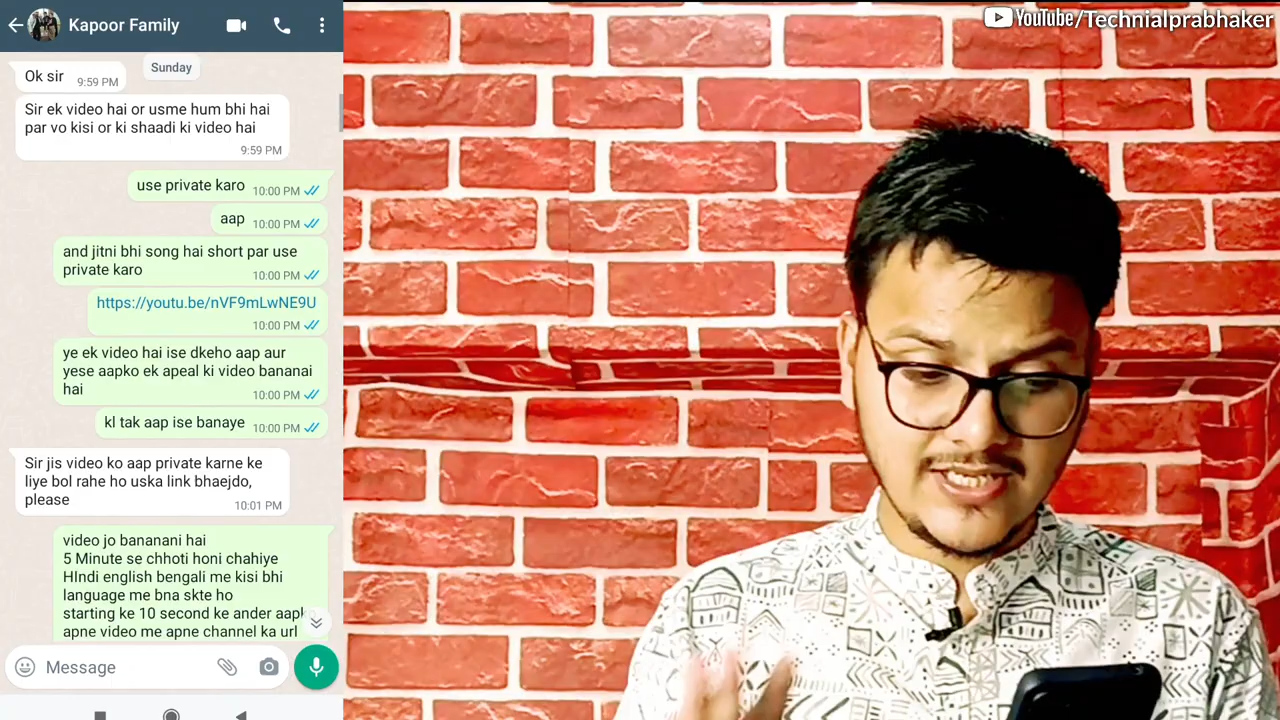 Kapoor Family
YouTube/Technialprabhaker
Sunday
Ok sir 9:59 PM
Sir ek video hai or usme hum bhi hai
par vo kisi or ki shaadi ki video hai
9:59 PM
use private karo 10:00 PM
aap 10:00 PM
and jitni bhi song hai short par use
private karo 10:00 PM
https://youtu.be/nVF9mLwNE9U
10:00 PM
ye ek video hai ise dkeho aap aur
yese aapko ek apeal ki video bananai
hai 10:00 PM
kl tak aap ise banaye 10:00 PM
Sir jis video ko aap private karne ke
liye bol rahe ho uska link bhaejdo,
please 10:01 PM
video jo bananani hai
5 Minute se chhoti honi chahiye
HIndi english bengali me kisi bhi
language me bna skte ho
starting ke 10 second ke ander
apne video me apne channel ka url
Message